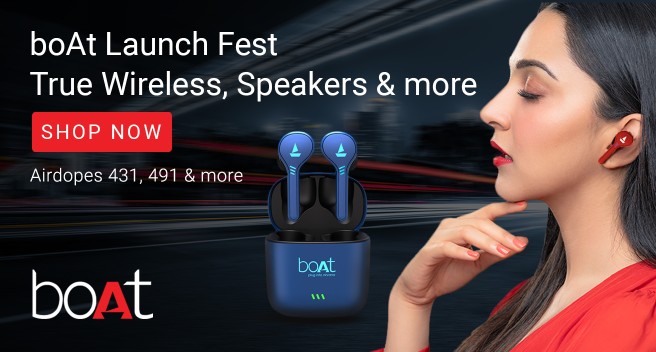 boAt Launch Fest
True Wireless, Speakers & more
SHOP NOW
Airdopes 431, 491 & more
boAt
boAt